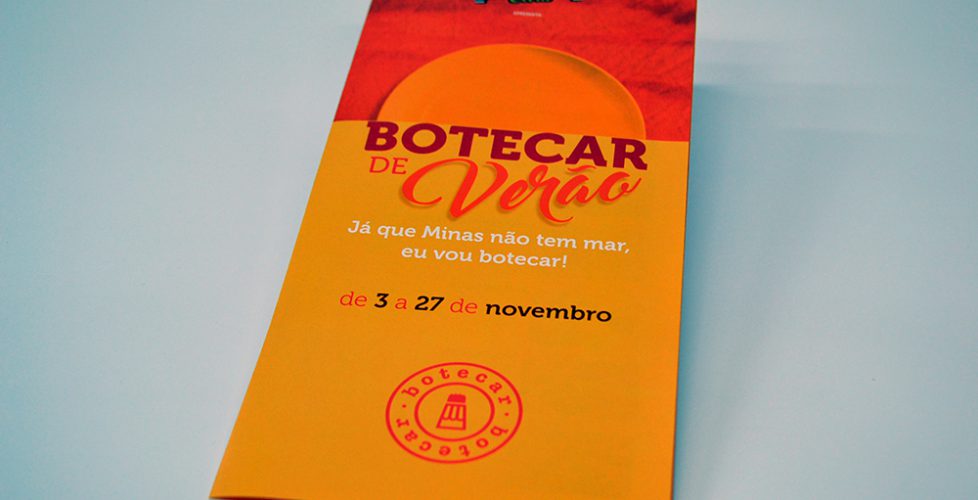 BOTECAR
DE Verão
Já que Minas não tem mar,
eu vou botecar!
de 3 a 27 de novembro
botecar · botecar ·